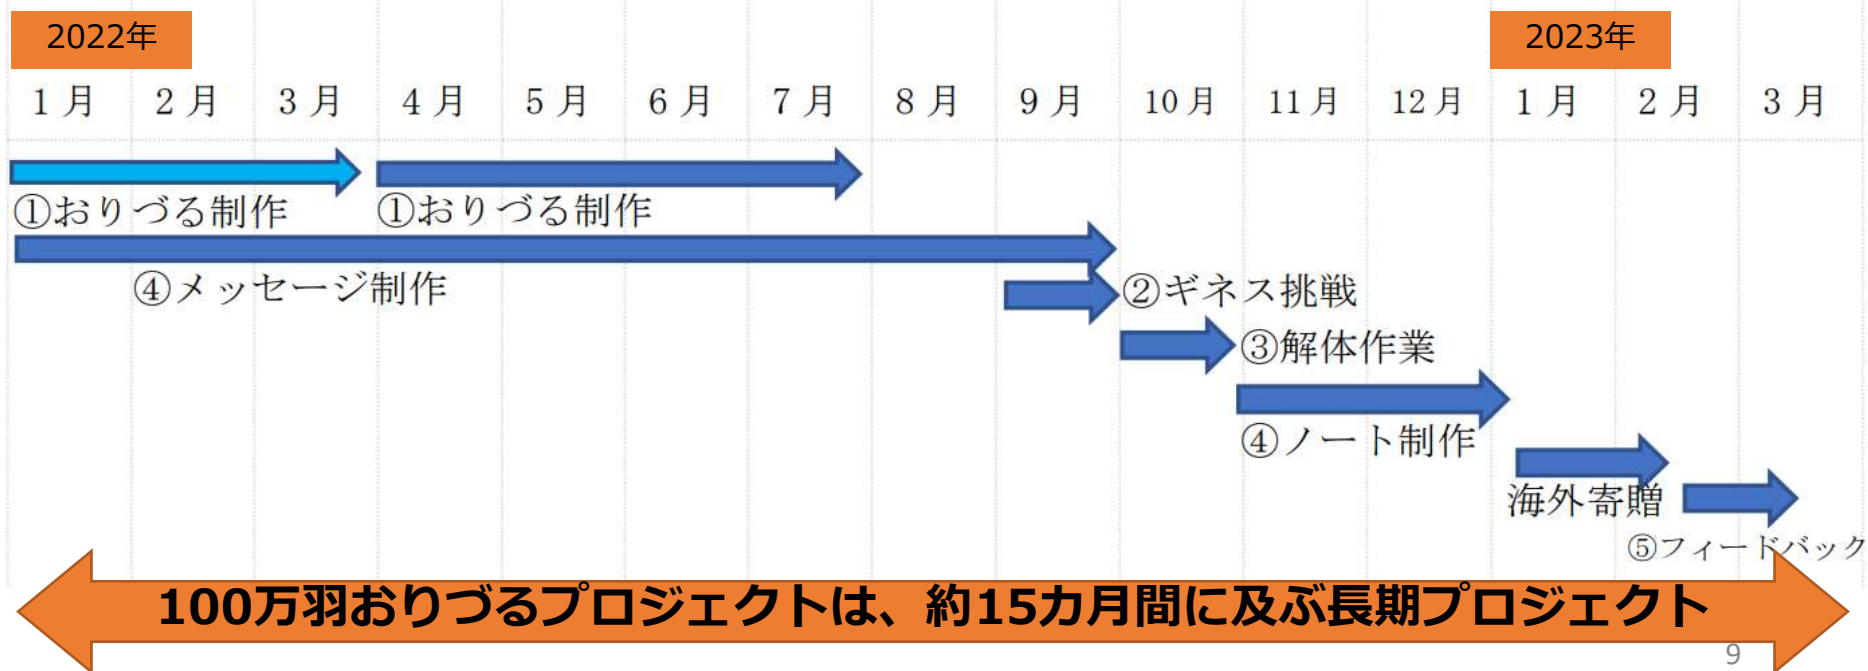 2022年
2023年
1月 2月 3月 4月 5月 6月 7月 8月 9月 10月 11月 12月 1月 2月 3月
①おりづる制作 ①おりづる制作
④メッセージ制作
②ギネス挑戦
③解体作業
④ノート制作
海外寄贈
⑤フィードバック
100万羽おりづるプロジェクトは、約15カ月間に及ぶ長期プロジェクト
9